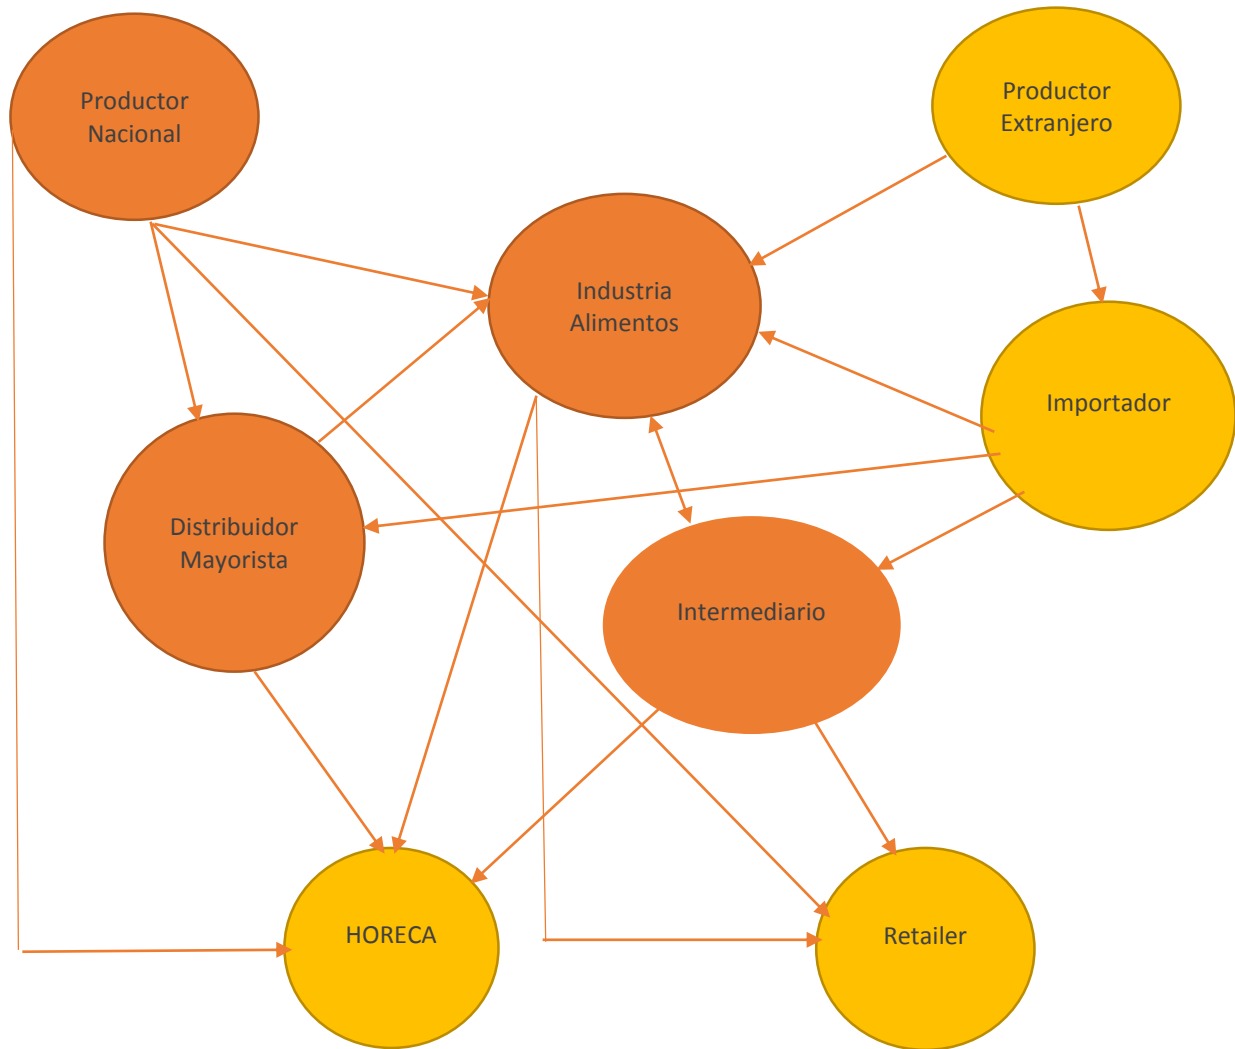 Productor
Nacional
Productor
Extranjero
Industria
Alimentos
Importador
Distribuidor
Mayorista
Intermediario
HORECA
Retailer